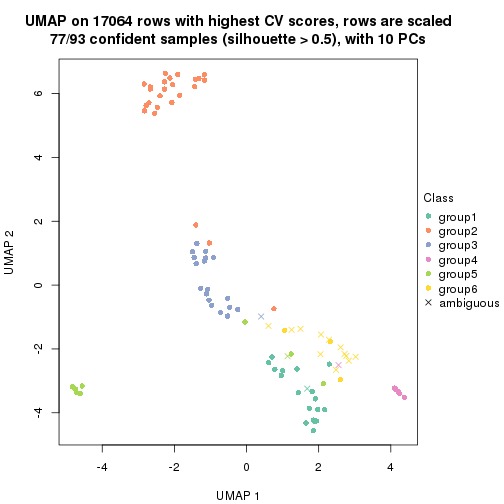 UMAP on 17064 rows with highest CV scores, rows are scaled
77/93 confident samples (silhouette > 0.5), with 10 PCs
6
4
2
0
-2
-4
UMAP 2
-4
-2
0
2
4
UMAP 1
Class
group1
group2
group3
group4
group5
group6
ambiguous